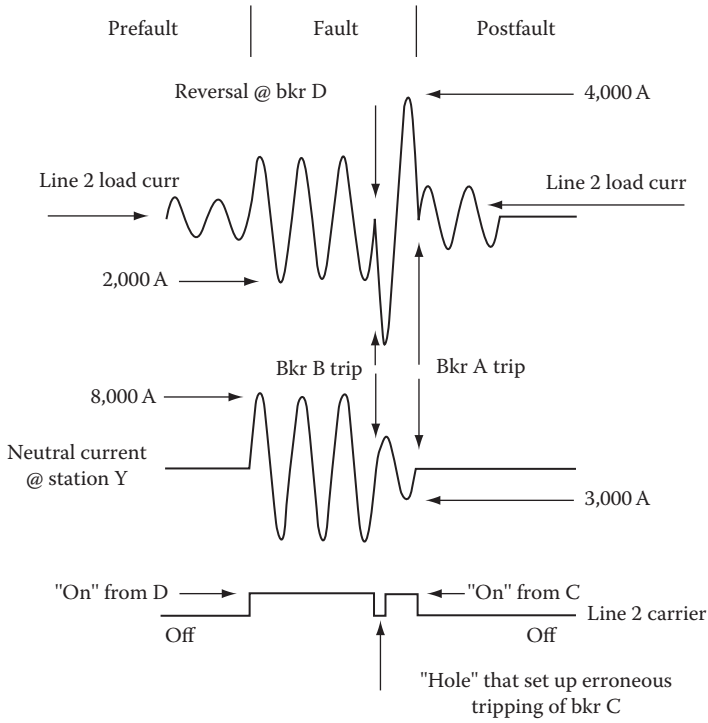 Prefault
Fault
Postfault
Reversal @ bkr D
4,000 A
Line 2 load curr
Line 2 load curr
2,000 A
Bkr B trip
Bkr A trip
8,000 A
Neutral current
@ station Y
3,000 A
"On" from D
"On" from C
Line 2 carrier
Off
Off
"Hole" that set up erroneous
tripping of bkr C